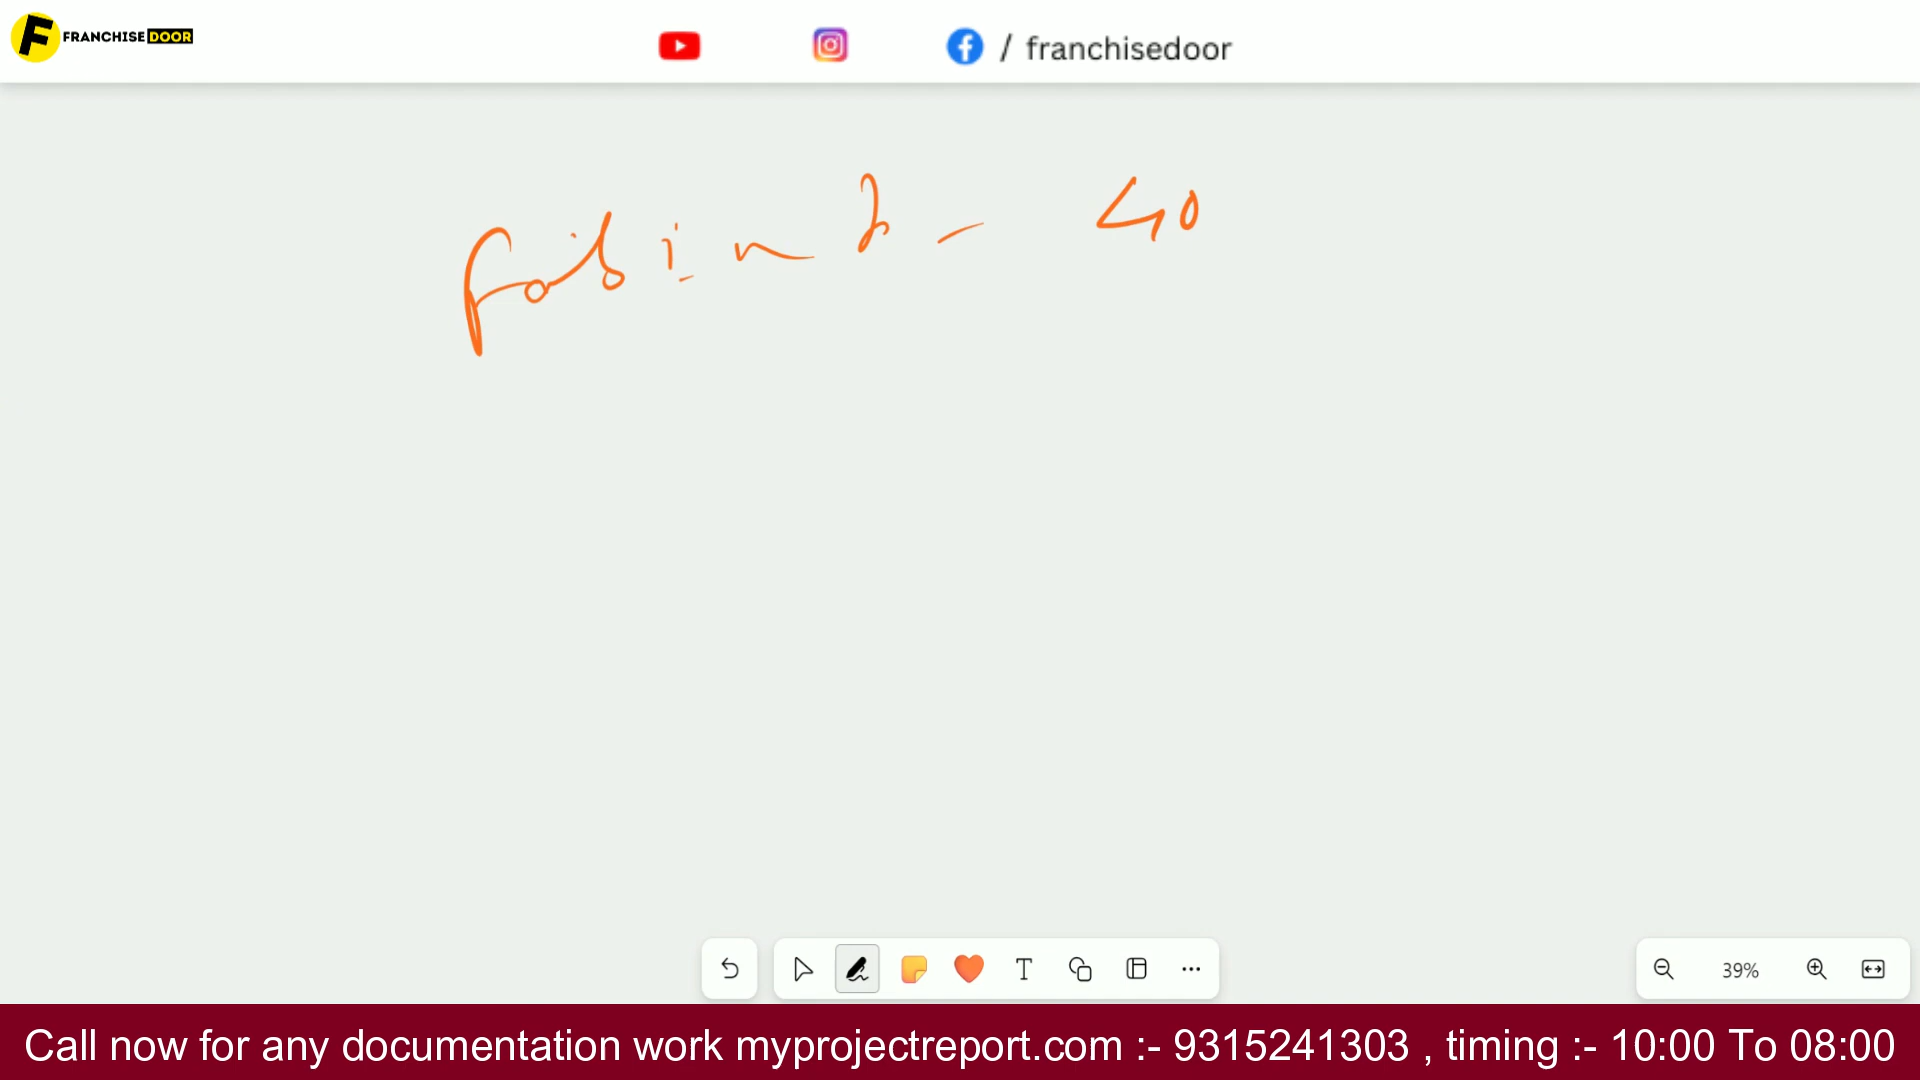 F FRANCHISE DOOR
/ franchisedoor
40
39%
Call now for any documentation work myprojectreport.com :- 9315241303 , timing :- 10:00 To 08:00